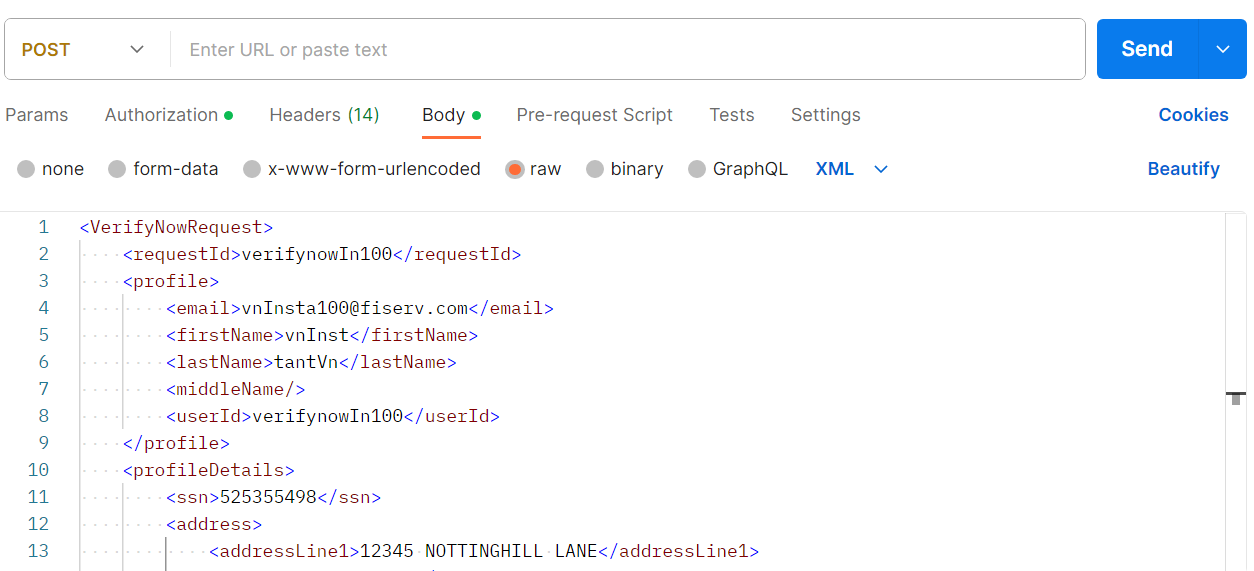 POST Enter URL or paste text Send
Params Authorization Headers (14) Body Pre-request Script Tests Settings Cookies
none form-data x-www-form-urlencoded raw binary GraphQL XML Beautify
1 <VerifyNowRequest>
2 <requestId>verifynowIn100</requestId>
3 <profile>
4 <email>vnInsta100@fiserv.com</email>
5 <firstName>vnInst</firstName>
6 <lastName>tantVn</lastName>
7 <middleName/>
8 <userId>verifynowIn100</userId>
9 </profile>
10 <profileDetails>
11 <ssn>525355498</ssn>
12 <address>
13 <addressLine1>12345 NOTTINGHILL LANE</addressLine1>